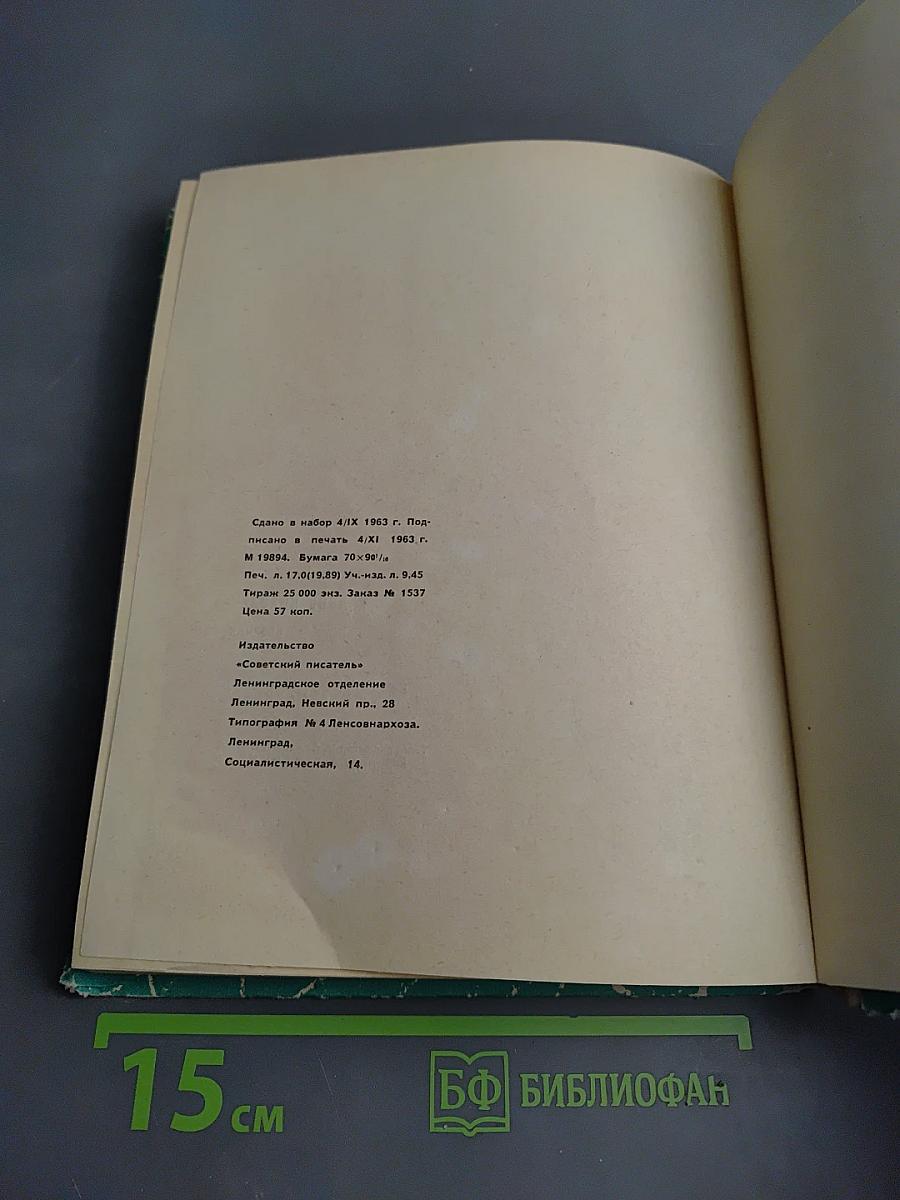 Сдано в набор 4/IX 1963 г. Под-
писано в печать 4/XI 1963 г.
М 19894. Бумага 70×90¹/₁₆
Печ. л. 17,0(19,89) Уч.-изд. л. 9,45
Тираж 25 000 экз. Заказ № 1537
Цена 57 коп.
Издательство
«Советский писатель»
Ленинградское отделение
Ленинград, Невский пр., 28
Типография № 4 Ленсовнархоза.
Ленинград,
Социалистическая, 14.
15 см
БФ БИБЛИОФАН